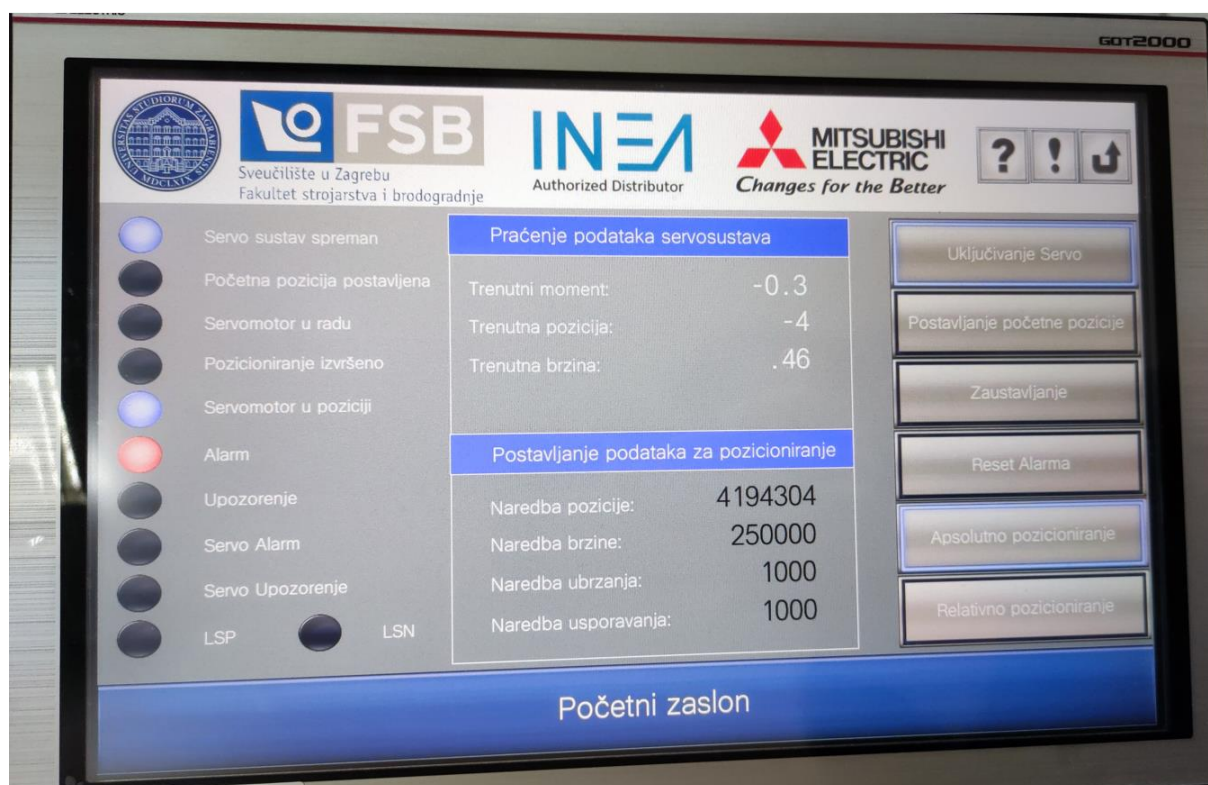 GOT2000
FSB
Sveučilište u Zagrebu
Fakultet strojarstva i brodogradnje
INEA
Authorized Distributor
MITSUBISHI
ELECTRIC
Changes for the Better
? !
Servo sustav spreman
Početna pozicija postavljena
Servomotor u radu
Pozicioniranje izvršeno
Servomotor u poziciji
Alarm
Upozorenje
Servo Alarm
Servo Upozorenje
LSP LSN
Praćenje podataka servosustava
Trenutni moment: -0.3
Trenutna pozicija: -4
Trenutna brzina: .46
Postavljanje podataka za pozicioniranje
Naredba pozicije: 4194304
Naredba brzine: 250000
Naredba ubrzanja: 1000
Naredba usporavanja: 1000
Uključivanje Servo
Postavljanje početne pozicije
Zaustavljanje
Reset Alarma
Apsolutno pozicioniranje
Relativno pozicioniranje
Početni zaslon